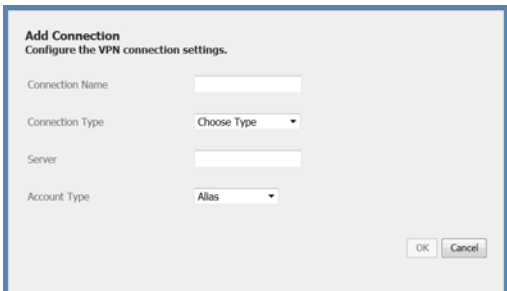 Add Connection
Configure the VPN connection settings.
Connection Name
Connection Type Choose Type
Server
Account Type Alias
OK Cancel